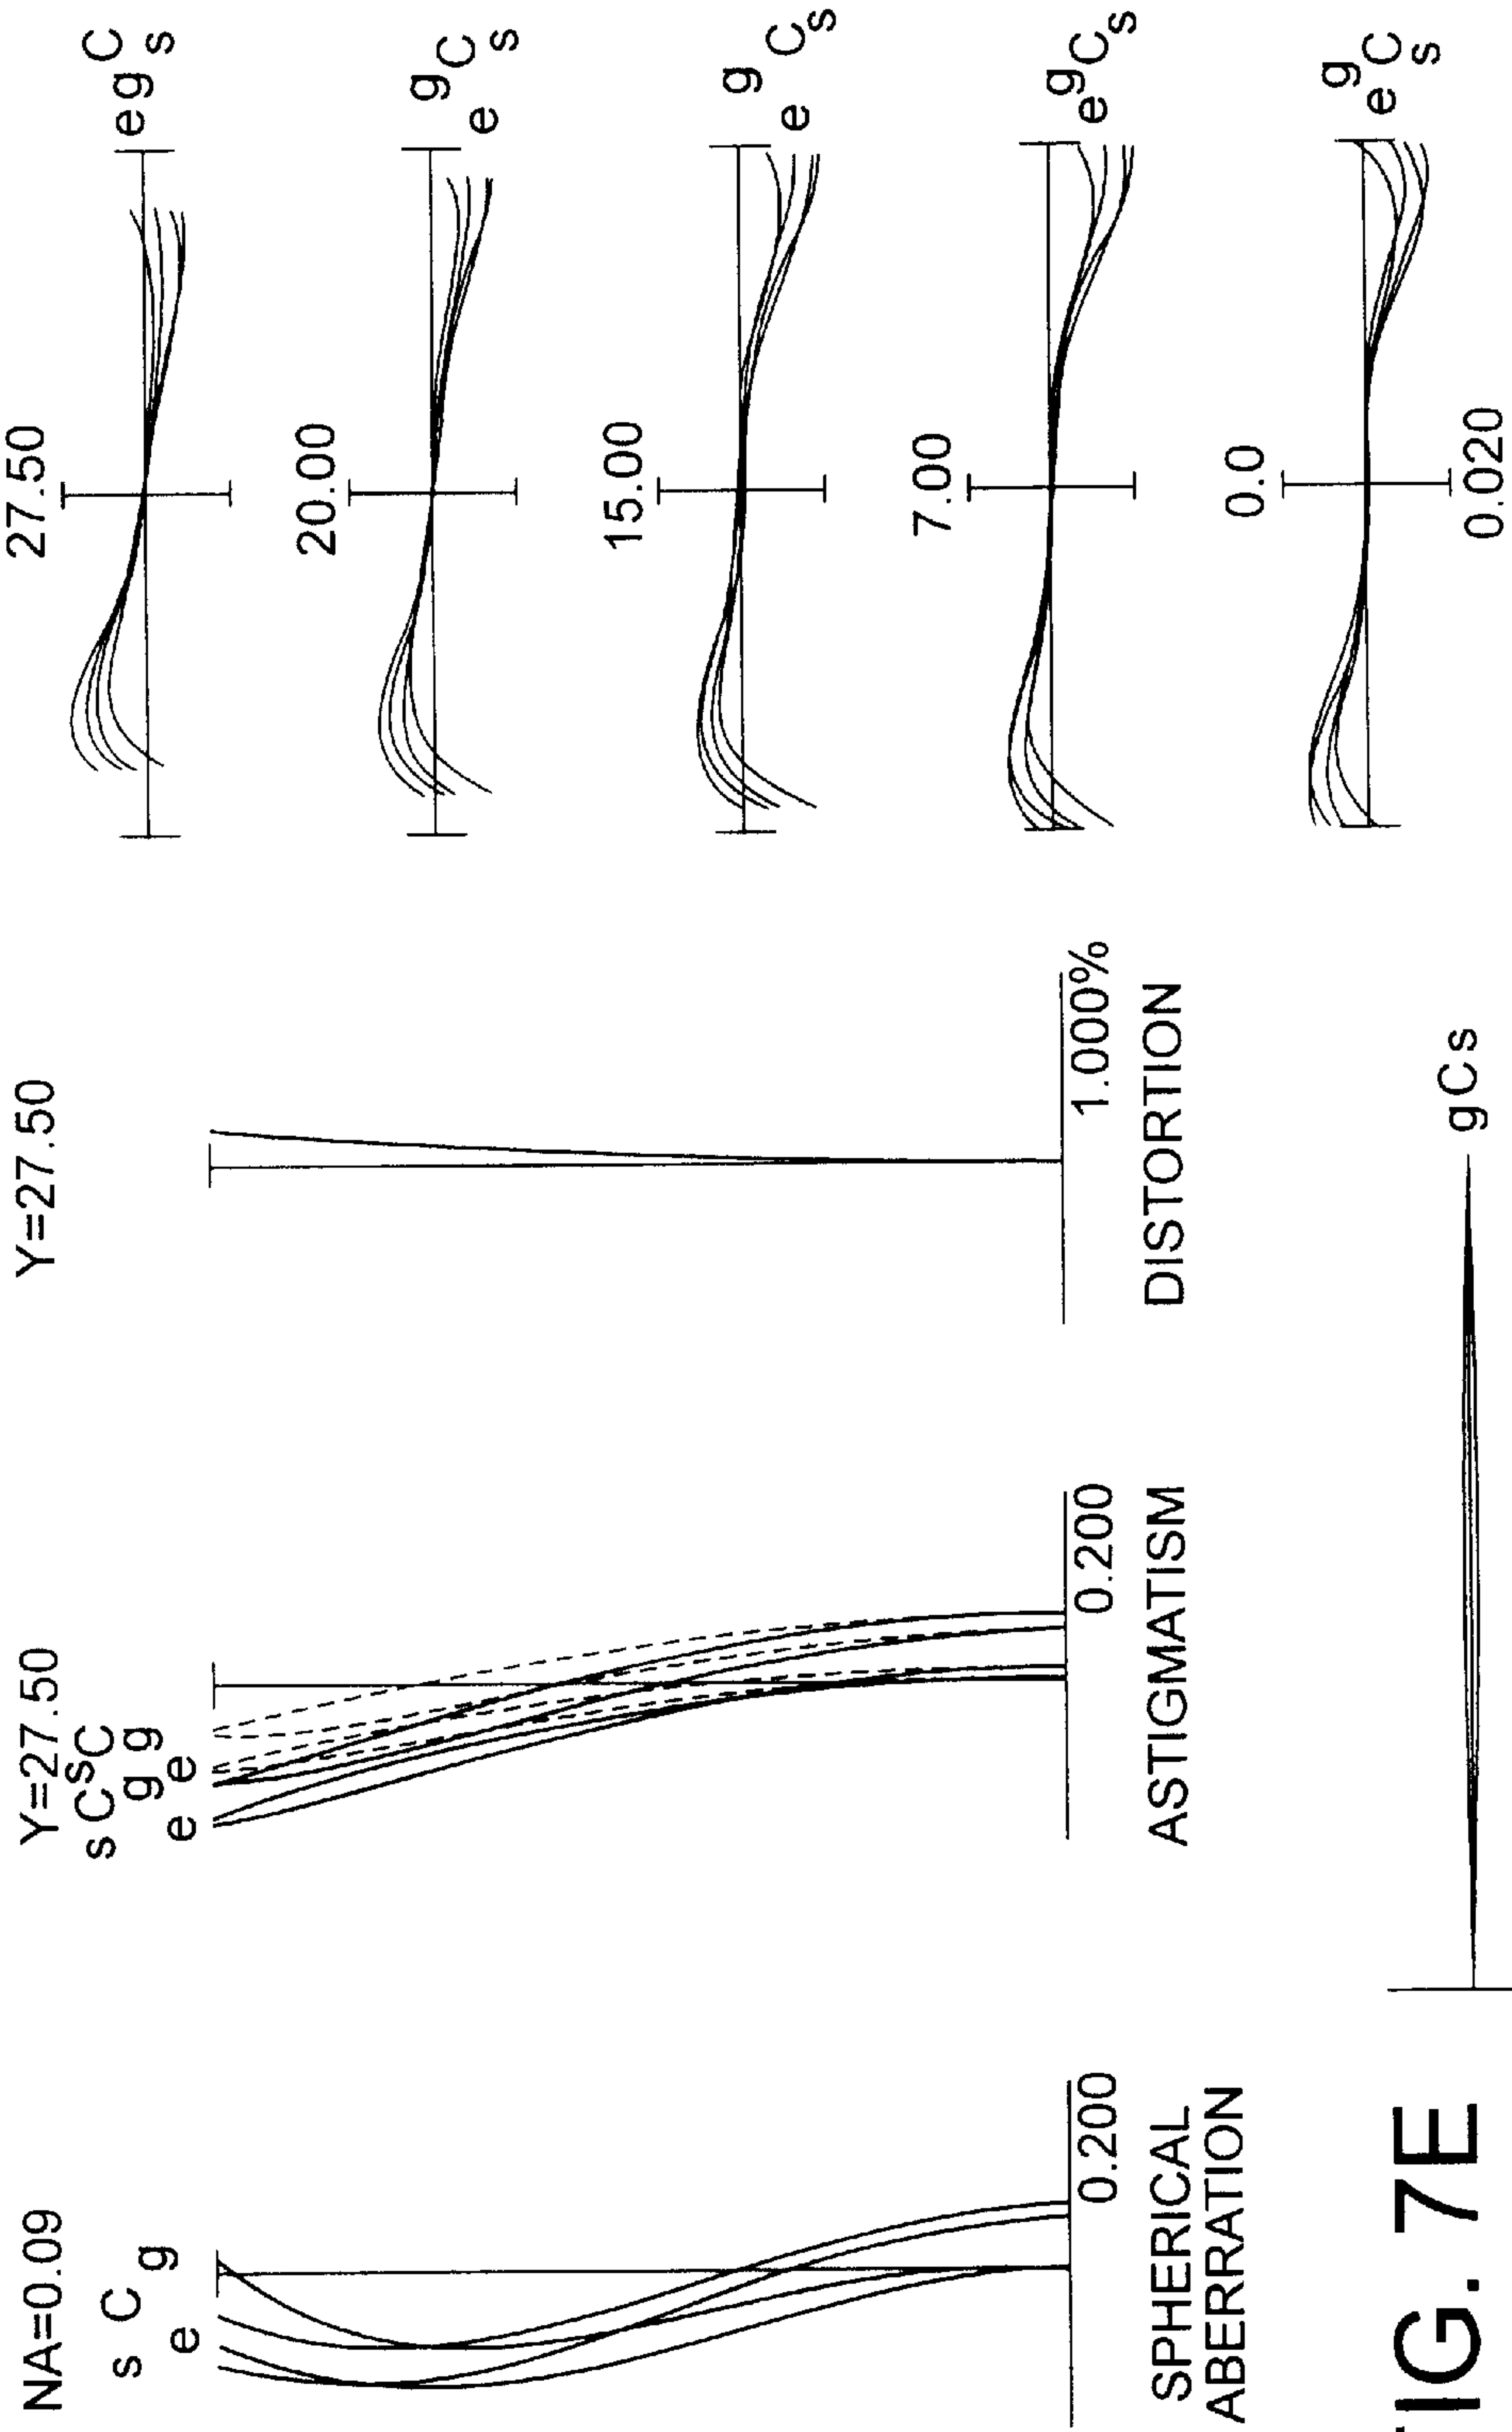 NA=0.09
s C g
e
0.200
SPHERICAL
ABERRATION
Y=27.50
s C s C
g g
e e
0.200
ASTIGMATISM
Y=27.50
1.000%
DISTORTION
27.50
e g C
s
20.00
e g C s
15.00
e g C s
7.00
e g C s
0.0
g
e C
s
0.020
g C s
IG. 7E